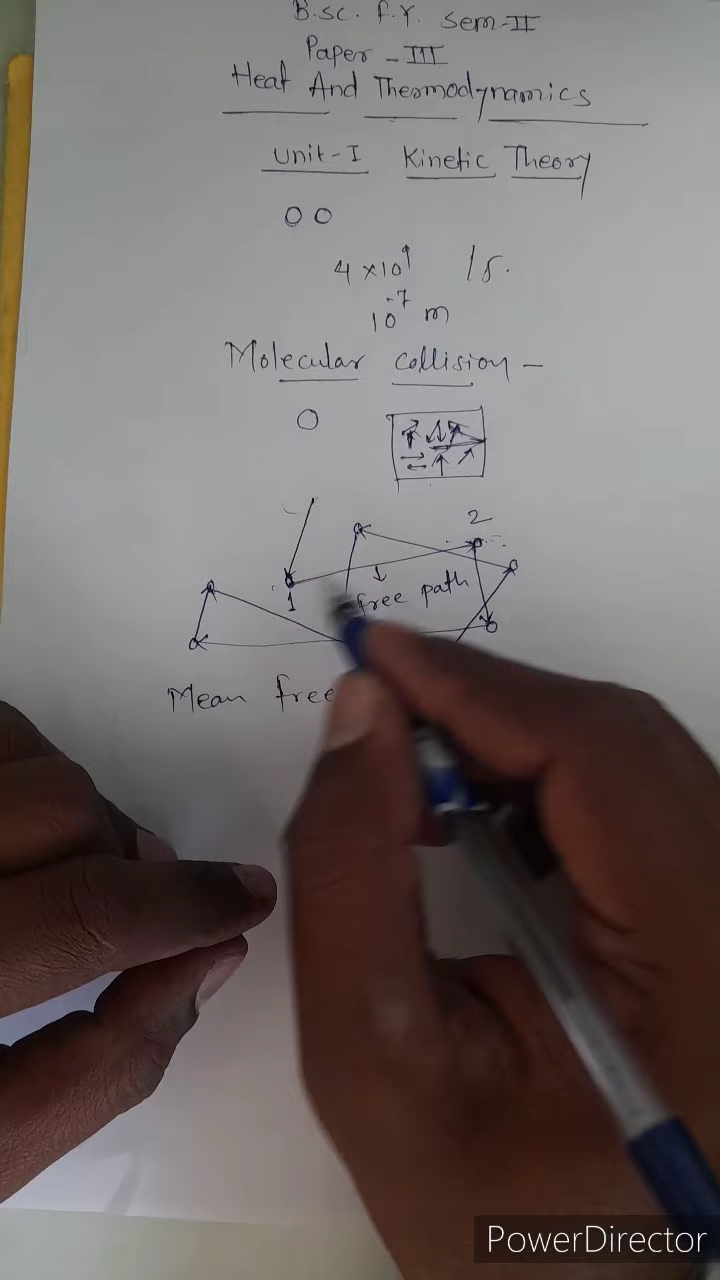 B.sc. F.Y. Sem-II
Paper - III
Heat And Thermodynamics
Unit-I Kinetic Theory
4 × 10⁹ /s.
10⁻⁷ m
Molecular Collision -
2
1
free path
Mean free
PowerDirector